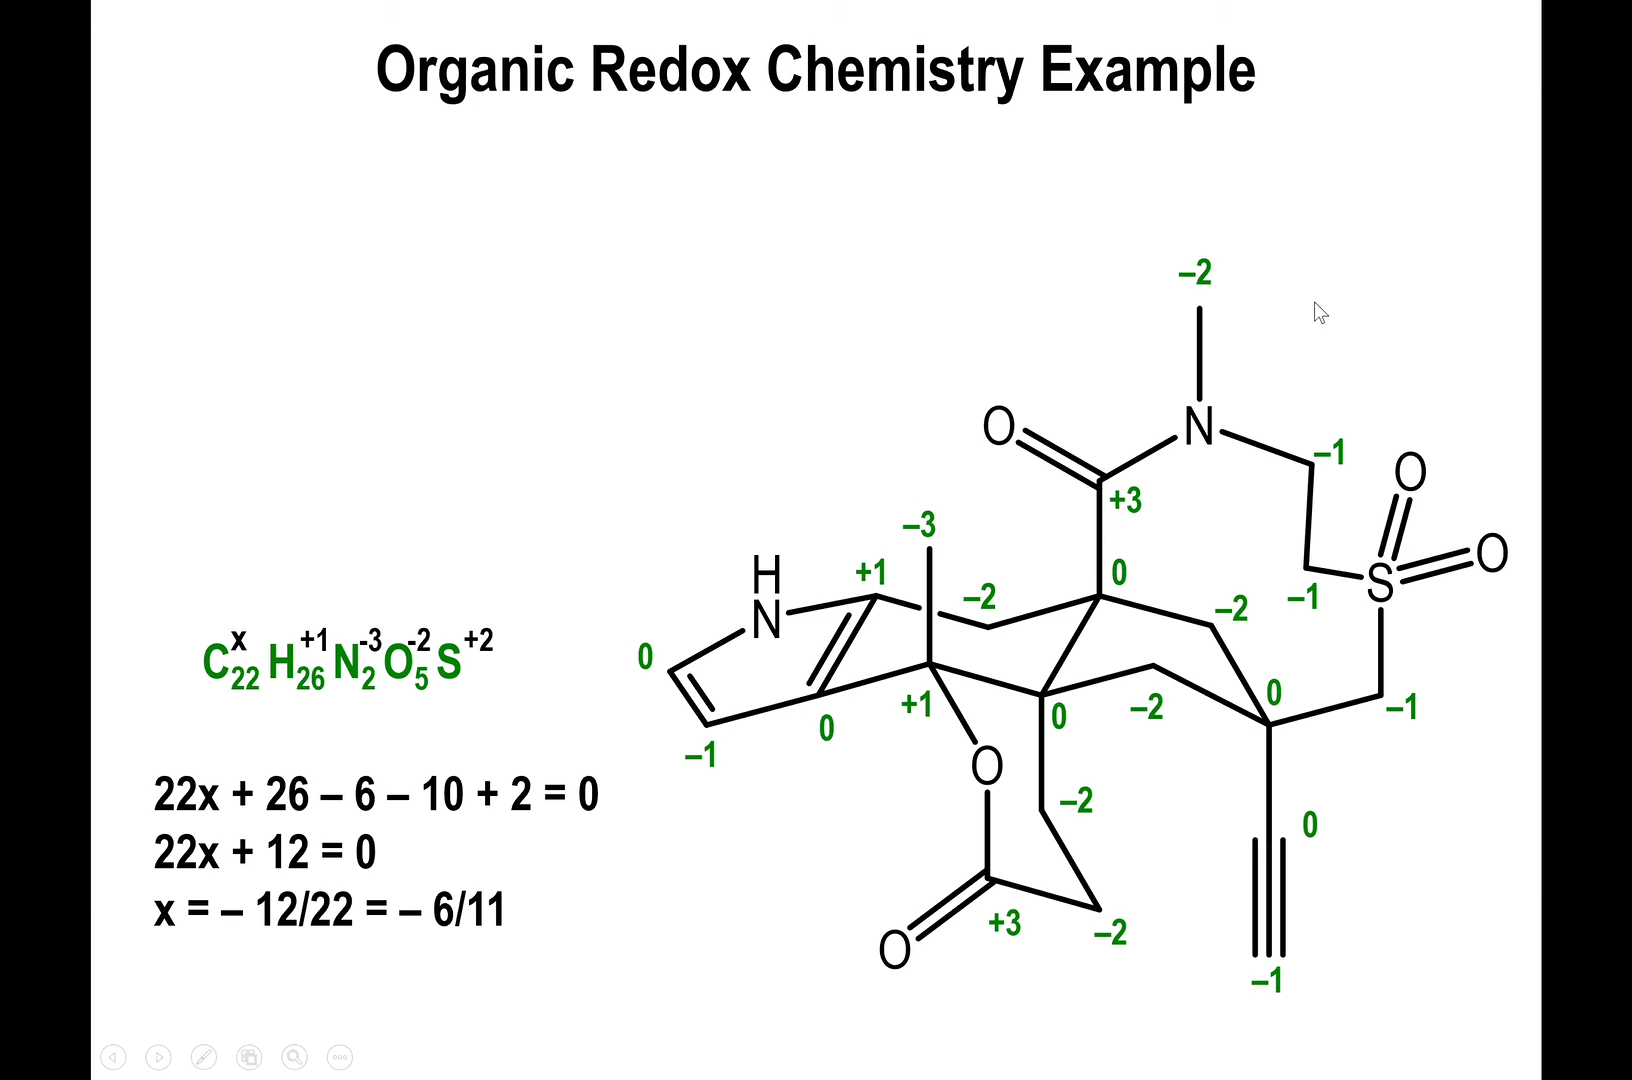 Organic Redox Chemistry Example
–2
O
N
–1
+3
O
–3
O
H
+1
0
S
N
–2
–1
–2
x +1 -3 -2 +2
C22 H26 N2 O5 S
0
+1
0
–2
0
–1
0
–1
O
22x + 26 – 6 – 10 + 2 = 0
–2
0
22x + 12 = 0
x = – 12/22 = – 6/11
+3
–2
O
–1